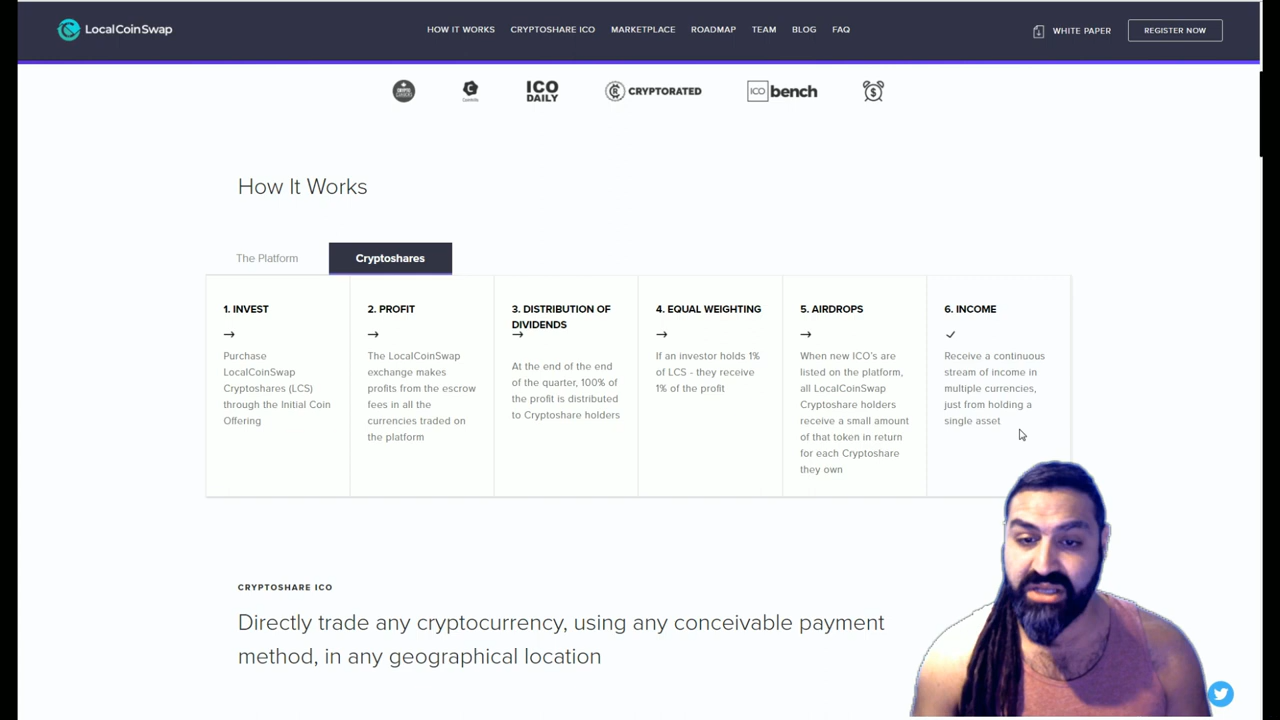 LocalCoinSwap
HOW IT WORKS
CRYPTOSHARE ICO
MARKETPLACE
ROADMAP
TEAM
BLOG
FAQ
WHITE PAPER
REGISTER NOW
ICO
DAILY
CRYPTORATED
ICO bench
How It Works
The Platform
Cryptoshares
1. INVEST
Purchase
LocalCoinSwap
Cryptoshares (LCS)
through the Initial Coin
Offering
2. PROFIT
The LocalCoinSwap
exchange makes
profits from the escrow
fees in all the
currencies traded on
the platform
3. DISTRIBUTION OF
DIVIDENDS
At the end of the end
of the quarter, 100% of
the profit is distributed
to Cryptoshare holders
4. EQUAL WEIGHTING
If an investor holds 1%
of LCS - they receive
1% of the profit
5. AIRDROPS
When new ICO's are
listed on the platform,
all LocalCoinSwap
Cryptoshare holders
receive a small amount
of that token in return
for each Cryptoshare
they own
6. INCOME
Receive a continuous
stream of income in
multiple currencies,
just from holding a
single asset
CRYPTOSHARE ICO
Directly trade any cryptocurrency, using any conceivable payment
method, in any geographical location